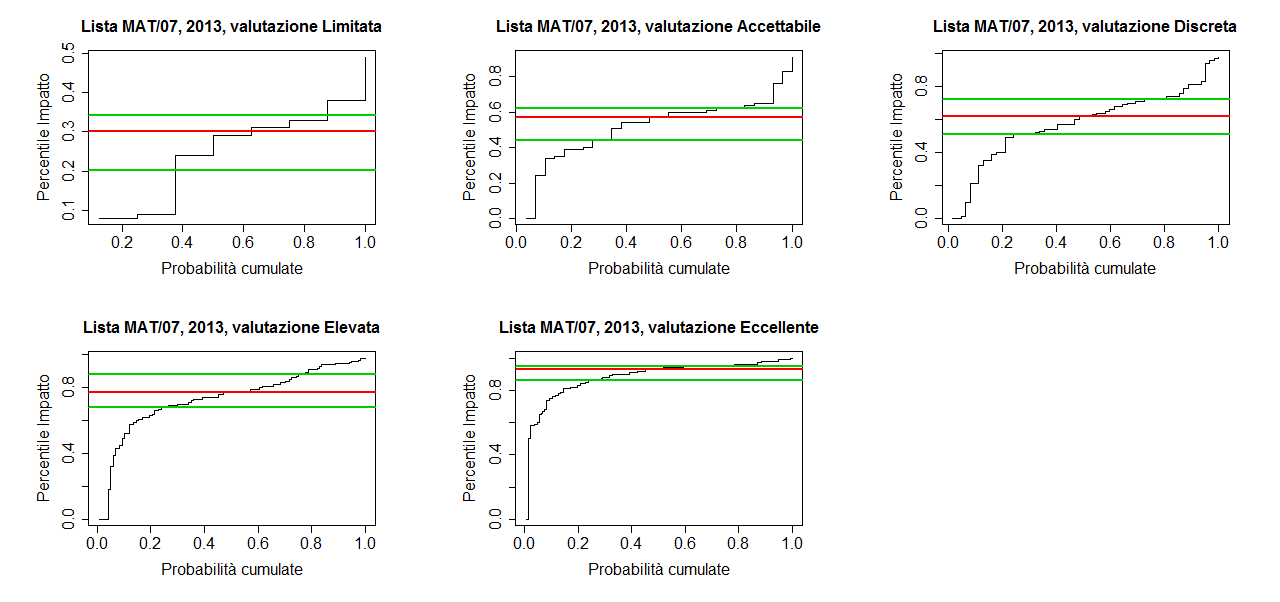 Lista MAT/07, 2013, valutazione Limitata
Percentile Impatto
0.1 0.2 0.3 0.4 0.5
0.2 0.4 0.6 0.8 1.0
Probabilità cumulate
Lista MAT/07, 2013, valutazione Accettabile
Percentile Impatto
0.0 0.2 0.4 0.6 0.8
0.0 0.2 0.4 0.6 0.8 1.0
Probabilità cumulate
Lista MAT/07, 2013, valutazione Discreta
Percentile Impatto
0.0 0.4 0.8
0.0 0.2 0.4 0.6 0.8 1.0
Probabilità cumulate
Lista MAT/07, 2013, valutazione Elevata
Percentile Impatto
0.0 0.4 0.8
0.0 0.2 0.4 0.6 0.8 1.0
Probabilità cumulate
Lista MAT/07, 2013, valutazione Eccellente
Percentile Impatto
0.0 0.4 0.8
0.0 0.2 0.4 0.6 0.8 1.0
Probabilità cumulate